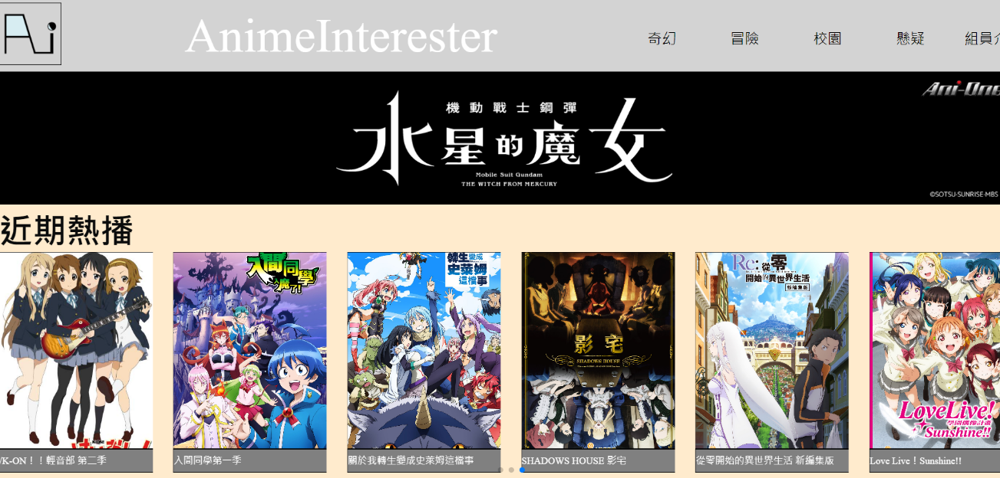 Ai
AnimeInterester
奇幻
冒險
校園
懸疑
組員介
Ani-One
機動戰士鋼彈
水星的魔女
Mobile Suit Gundam
THE WITCH FROM MERCURY
©SOTSU·SUNRISE·MBS
近期熱播
入間同學
入魔了!
轉生變成
史萊姆
這檔事
影宅
SHADOWS HOUSE
Re:從零
開始的異世界生活
新編集版
LoveLive!
學園偶像計畫
Sunshine!!
K-ON！！輕音部 第二季
入間同學第一季
關於我轉生變成史萊姆這檔事
SHADOWS HOUSE 影宅
從零開始的異世界生活 新編集版
Love Live！Sunshine!!